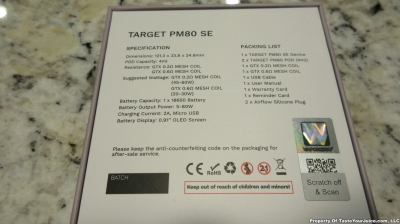 TARGET PM80 SE
SPECIFICATION
Dimensions: 101.2 x 33.8 x 24.8mm
POD Capacity: 4ml
Resistance: GTX 0.2Ω MESH COIL
GTX 0.6Ω MESH COIL
Suggested Wattage: GTX 0.2Ω MESH COIL
(45-60W)
GTX 0.6Ω MESH COIL
(20-30W)
Battery Capacity: 1 x 18650 Battery
Battery Output Power: 5-80W
Charging Current: 2A, Micro USB
Battery Display: 0.91" OLED Screen
PACKING LIST
1 x TARGET PM80 SE Device
2 x TARGET PM80 POD (4ml)
1 x GTX 0.2Ω MESH COIL
1 x GTX 0.6Ω MESH COIL
1 x USB Cable
1 x User Manual
1 x Warranty Card
1 x Reminder Card
2 x Airflow Silicone Plug
Please check the anti-counterfeiting code on the packaging for
after-sale service.
BATCH
CE RoHS
Keep out of reach of children and minors!
Scratch off
& Scan
Property Of TasteYourJuice.com, LLC!